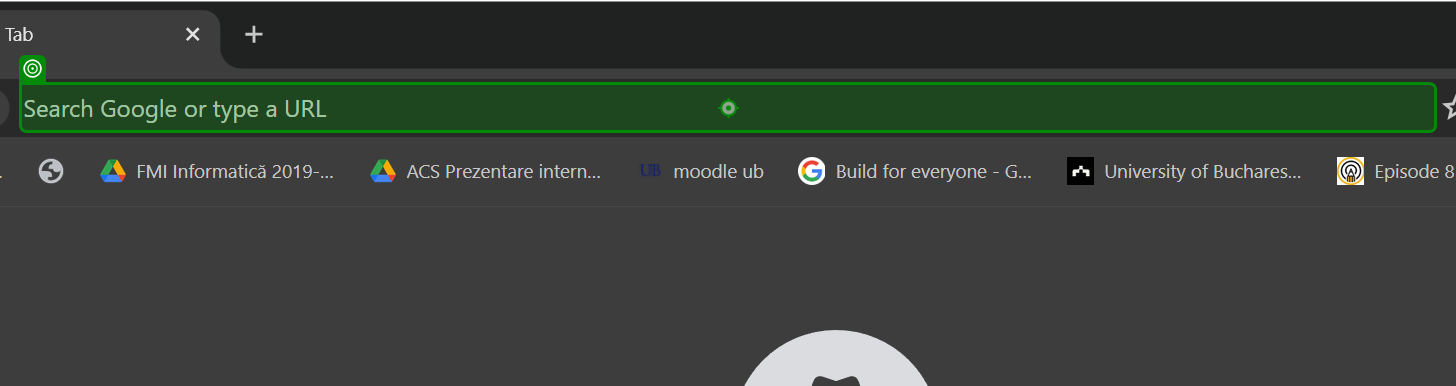 Tab
Search Google or type a URL
FMI Informatică 2019-... ACS Prezentare intern... UB moodle ub Build for everyone - G... University of Buchares... Episode 8